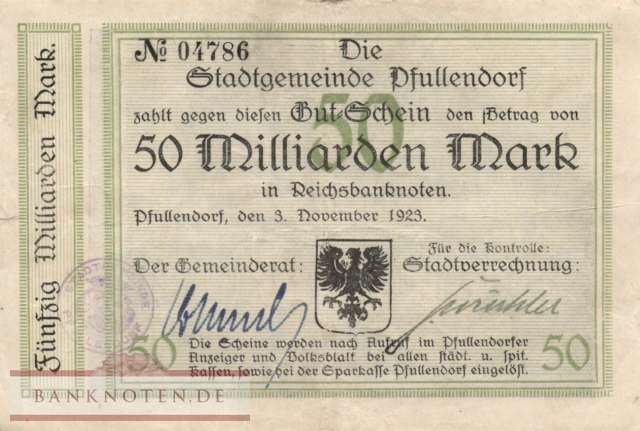 № 04786
Die
Stadtgemeinde Pfullendorf
zahlt gegen diesen Gut-Schein den Betrag von
50
50 Milliarden Mark
in Reichsbanknoten.
Pfullendorf, den 3. November 1923.
Der Gemeinderat:
Für die Kontrolle:
Stadtverrechnung:
Die Scheine werden nach Aufruf im Pfullendorfer
Anzeiger und Volksblatt bei allen städt. u. spit.
Kassen, sowie bei der Sparkasse Pfullendorf eingelöst.
50
50
Fünfzig Milliarden Mark.
BANKNOTEN.DE